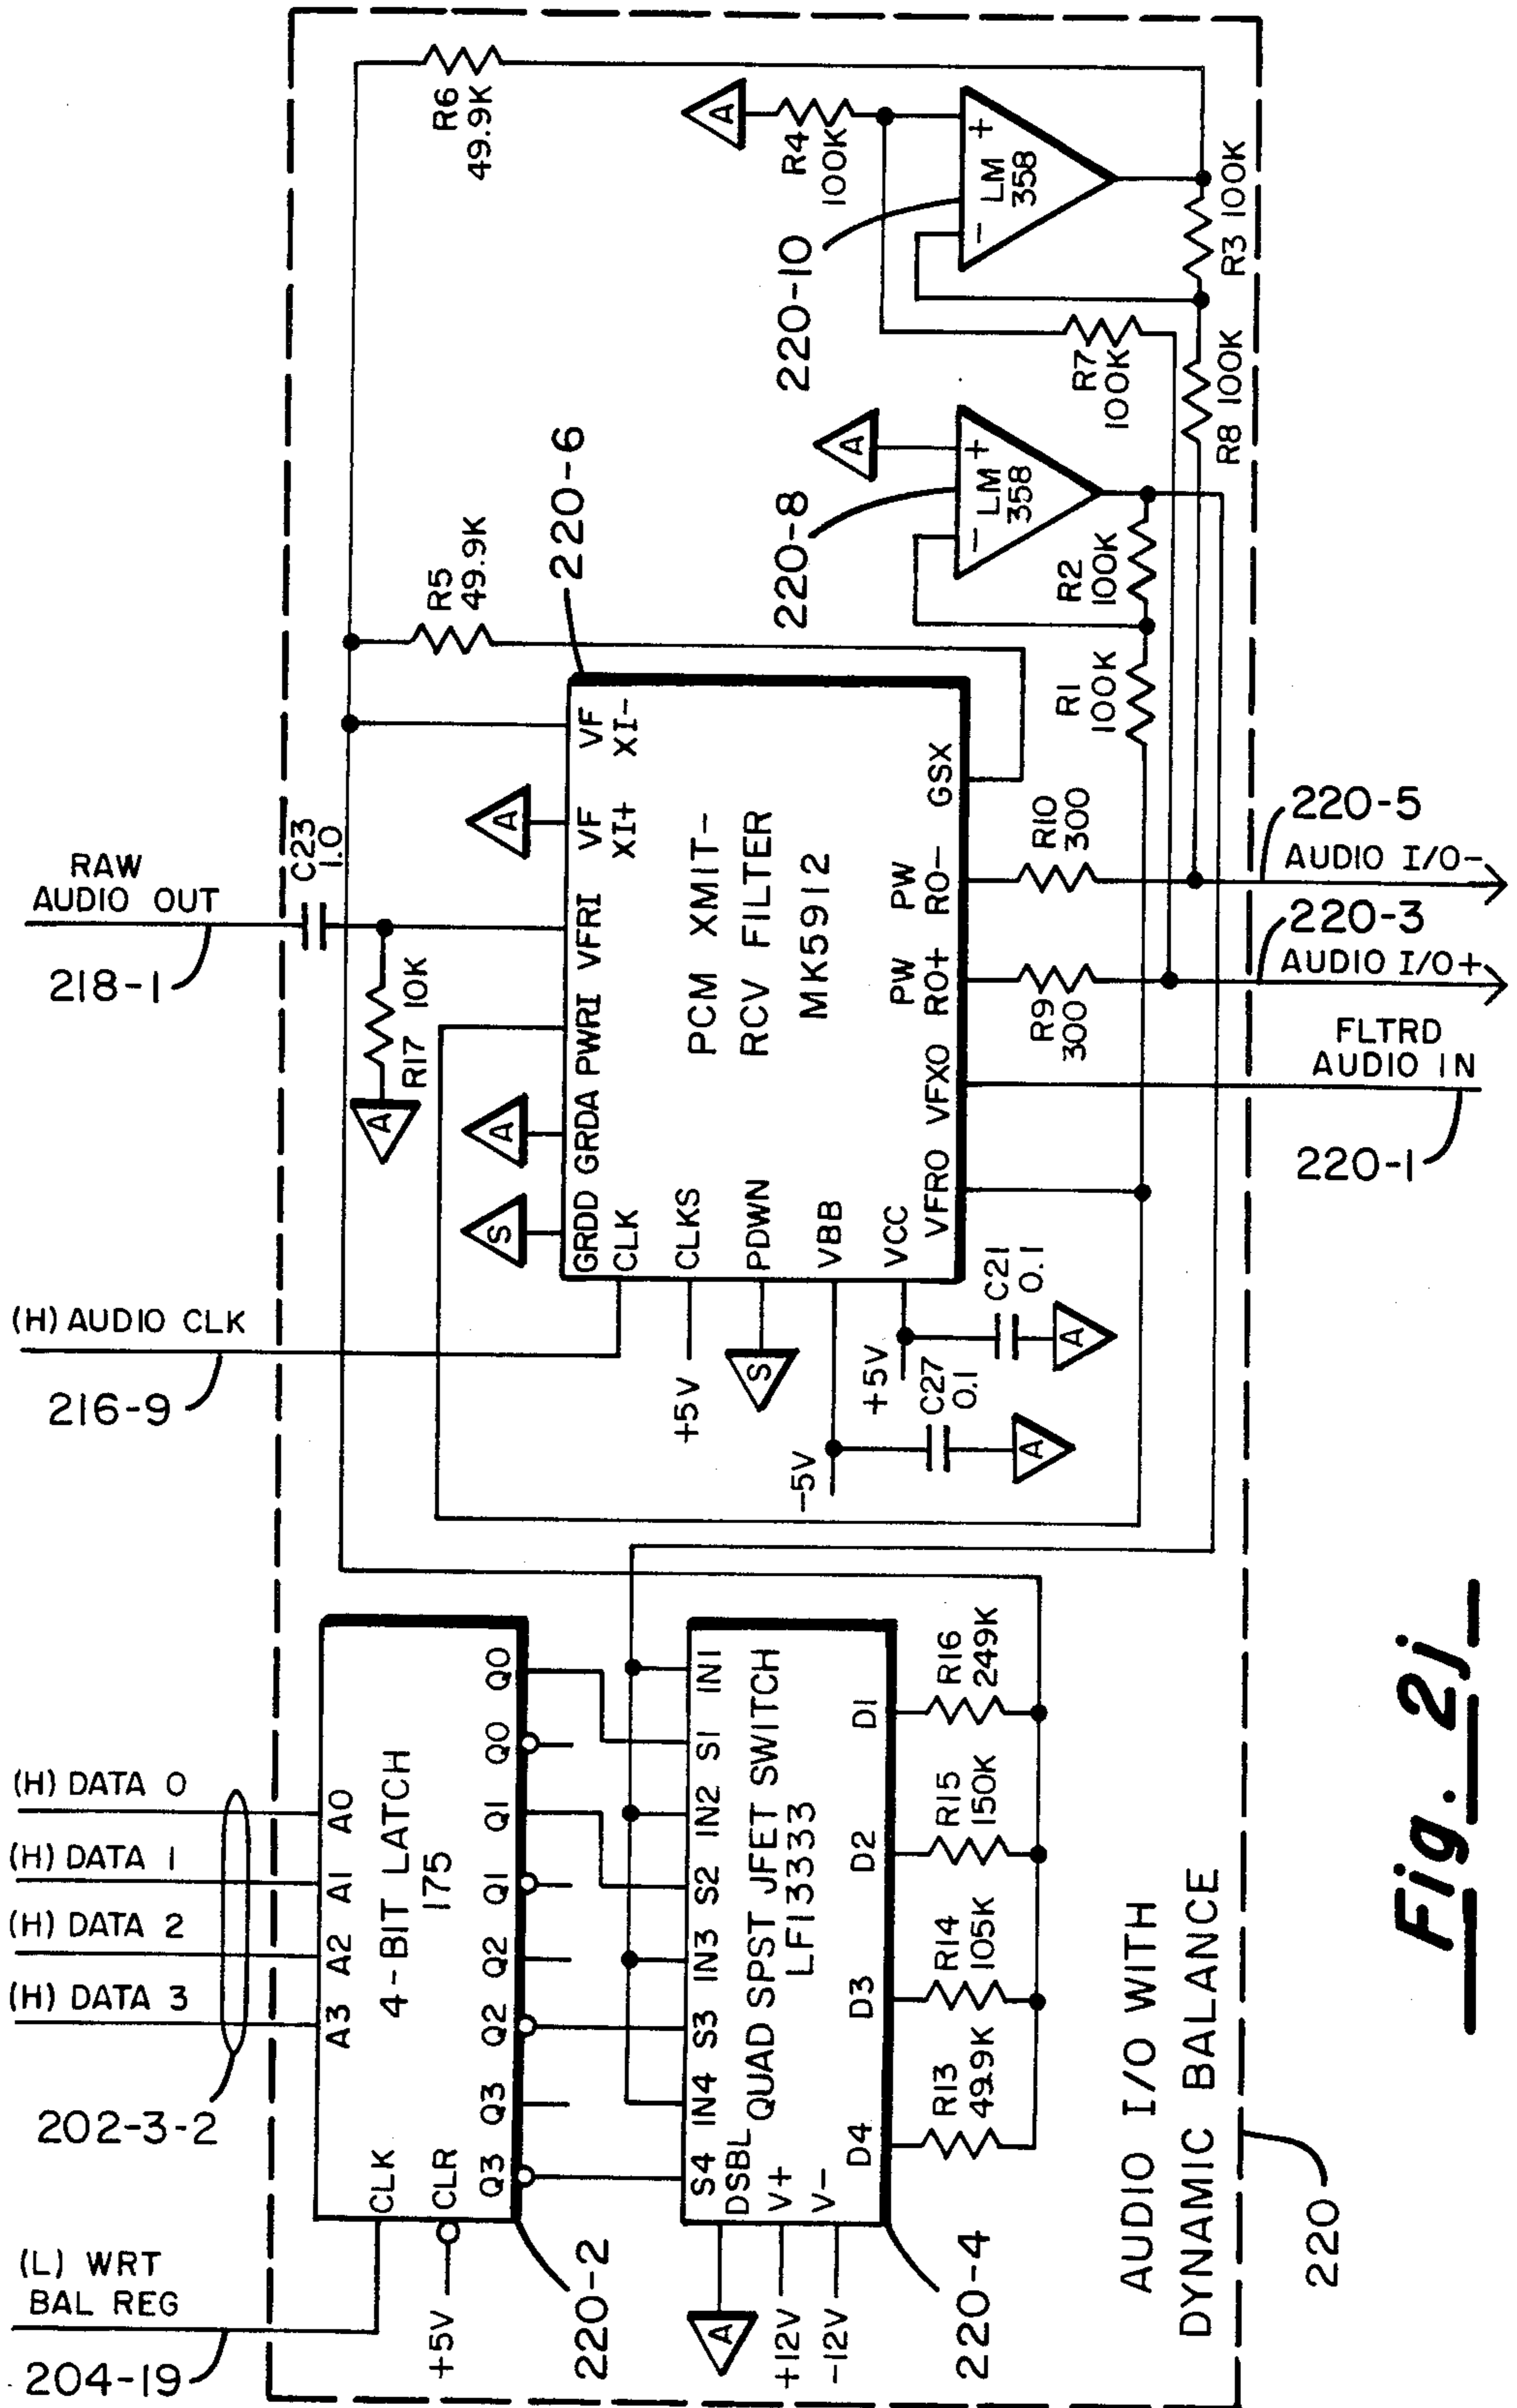 (L) WRT
BAL REG
204-19
(H) DATA 3
(H) DATA 2
(H) DATA 1
(H) DATA 0
202-3-2
(H) AUDIO CLK
216-9
RAW
AUDIO OUT
218-1
C23
1.0
R17 10K
A
R5
49.9K
R6
49.9K
CLK
CLR
+5V
A3 A2 A1 A0
4-BIT LATCH
175
Q3 Q3 Q2 Q2 Q1 Q1 Q0 Q0
220-2
S4 IN4 S3 IN3 S2 IN2 S1 IN1
DSBL
V+
V-
QUAD SPST JFET SWITCH
LF13333
D4 D3 D2 D1
A
+12V
-12V
220-4
R13
49.9K
R14
105K
R15
150K
R16
249K
S
A
A
GRDD GRDA PWRI VFRI VF XI+ VF XI-
CLK
CLKS
PDWN
VBB
VCC
+5V
S
-5V
+5V
C27
0.1
A
C21
0.1
A
PCM XMIT-
RCV FILTER
MK5912
VFRO VFXO PW RO+ PW RO- GSX
220-6
R9
300
R10
300
R1
100K
R2
100K
220-8
A
-
+
LM
358
220-10
A
R4
100K
-
+
LM
358
R7
100K
R8 100K
R3 100K
220-5
AUDIO I/O-
220-3
AUDIO I/O+
FLTRD
AUDIO IN
220-1
AUDIO I/O WITH
DYNAMIC BALANCE
220
Fig. 2j